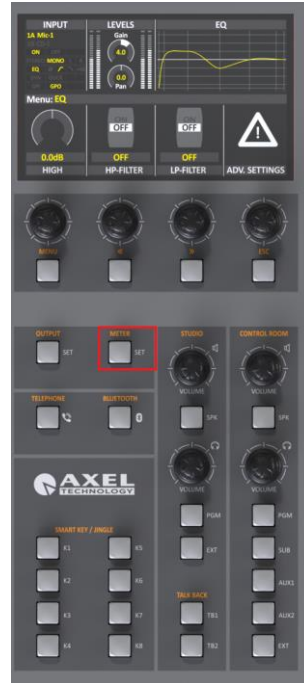 INPUT LEVELS EQ
1A Mic-1
Gain
ON
4.0
MONO
EQ
0.0
GPO
Pan
Menu: EQ
ON OFF ON OFF
0.0dB OFF OFF
HIGH HP-FILTER LP-FILTER ADV. SETTINGS
MENU ESC
OUTPUT METER STUDIO CONTROL ROOM
SET SET
VOLUME VOLUME
TELEPHONE BLUETOOTH
SPK SPK
AXEL
TECHNOLOGY
VOLUME VOLUME
PGM PGM
SMART KEY / JINGLE
K1 K5 EXT SUB
K2 K6 AUX1
TALK BACK
K3 K7 TB1 AUX2
K4 K8 TB2 EXT